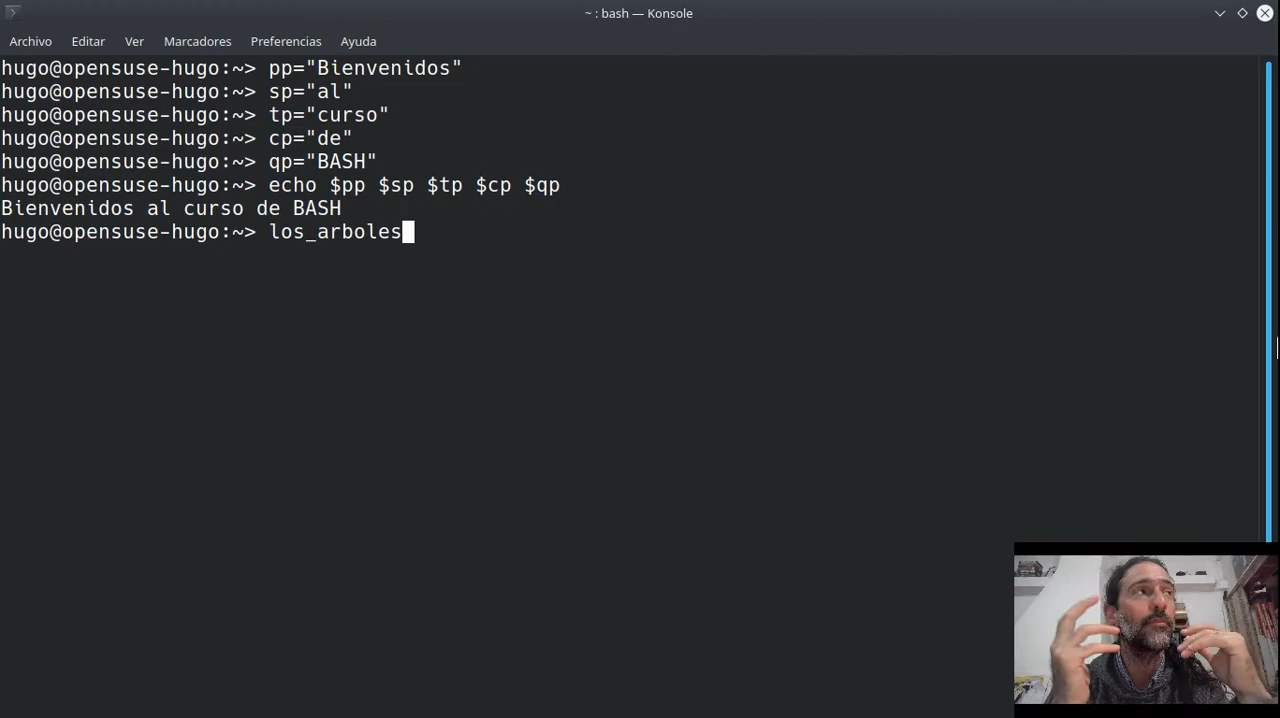 ~ : bash — Konsole
Archivo Editar Ver Marcadores Preferencias Ayuda
hugo@opensuse-hugo:~> pp="Bienvenidos"
hugo@opensuse-hugo:~> sp="al"
hugo@opensuse-hugo:~> tp="curso"
hugo@opensuse-hugo:~> cp="de"
hugo@opensuse-hugo:~> qp="BASH"
hugo@opensuse-hugo:~> echo $pp $sp $tp $cp $qp
Bienvenidos al curso de BASH
hugo@opensuse-hugo:~> los_arboles